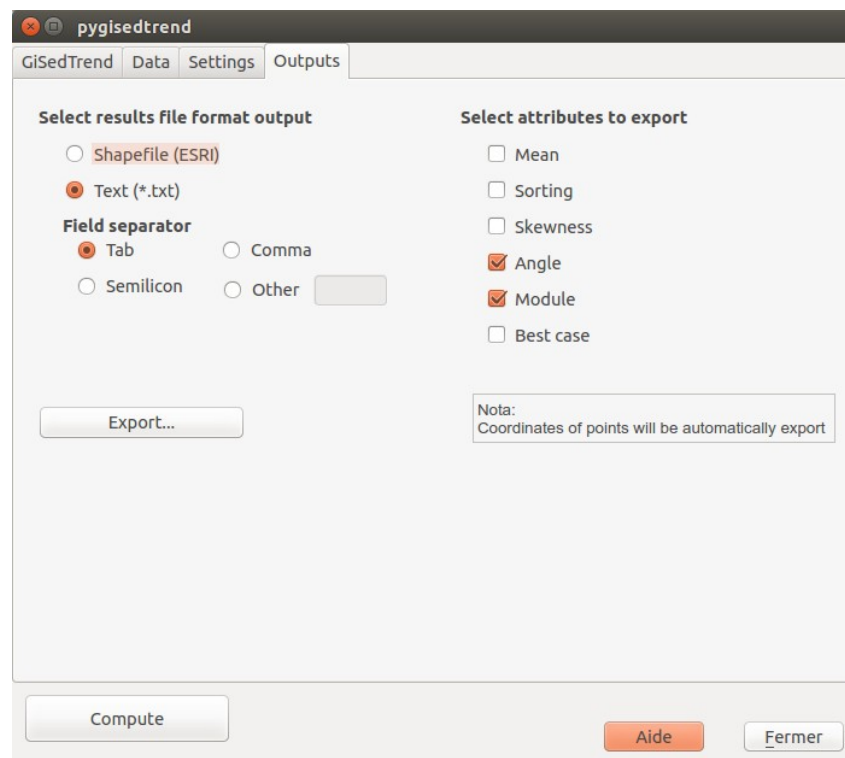 pygisedtrend
GiSedTrend Data Settings Outputs
Select results file format output
Shapefile (ESRI)
Text (*.txt)
Field separator
Tab
Comma
Semilicon
Other
Select attributes to export
Mean
Sorting
Skewness
Angle
Module
Best case
Export...
Nota:
Coordinates of points will be automatically export
Compute
Aide
Fermer